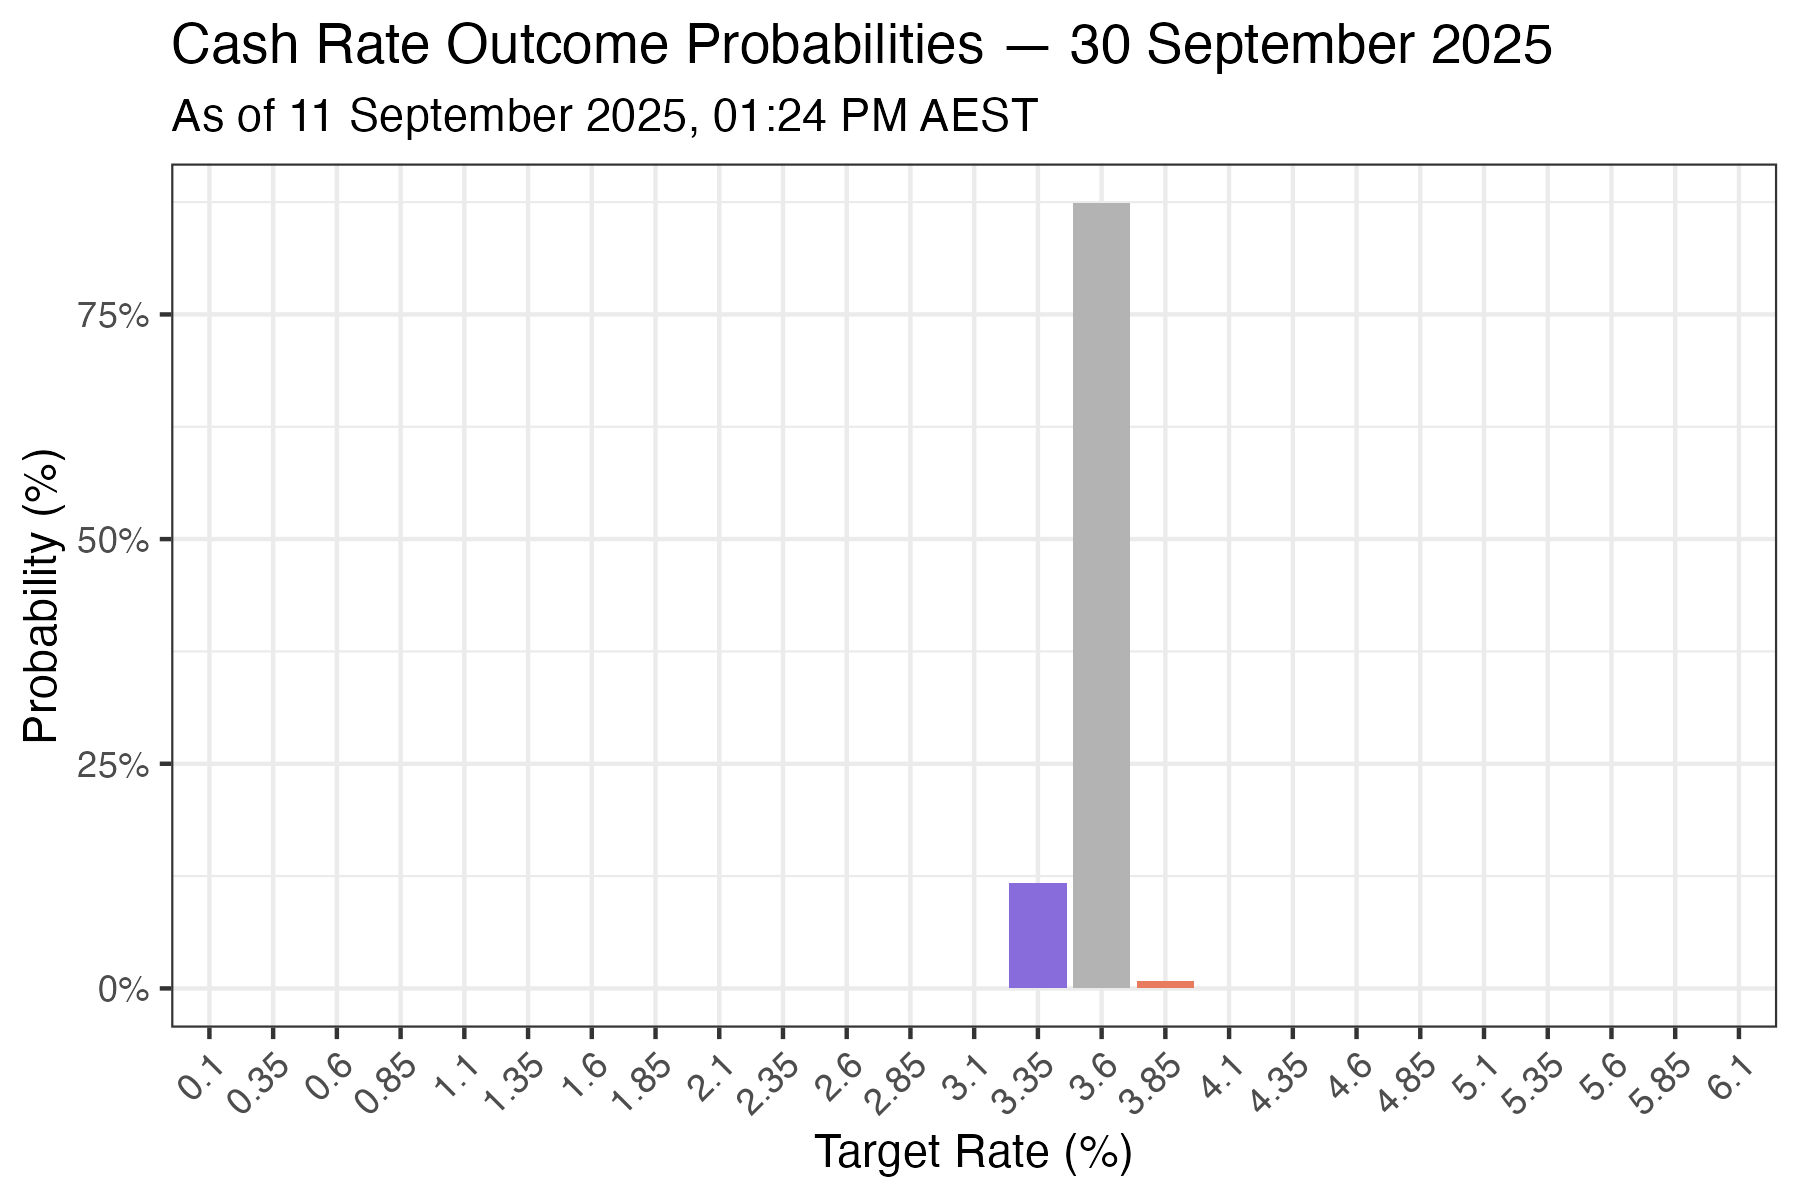 Cash Rate Outcome Probabilities — 30 September 2025
As of 11 September 2025, 01:24 PM AEST
Probability (%)
75%
50%
25%
0%
0.1 0.35 0.6 0.85 1.1 1.35 1.6 1.85 2.1 2.35 2.6 2.85 3.1 3.35 3.6 3.85 4.1 4.35 4.6 4.85 5.1 5.35 5.6 5.85 6.1
Target Rate (%)